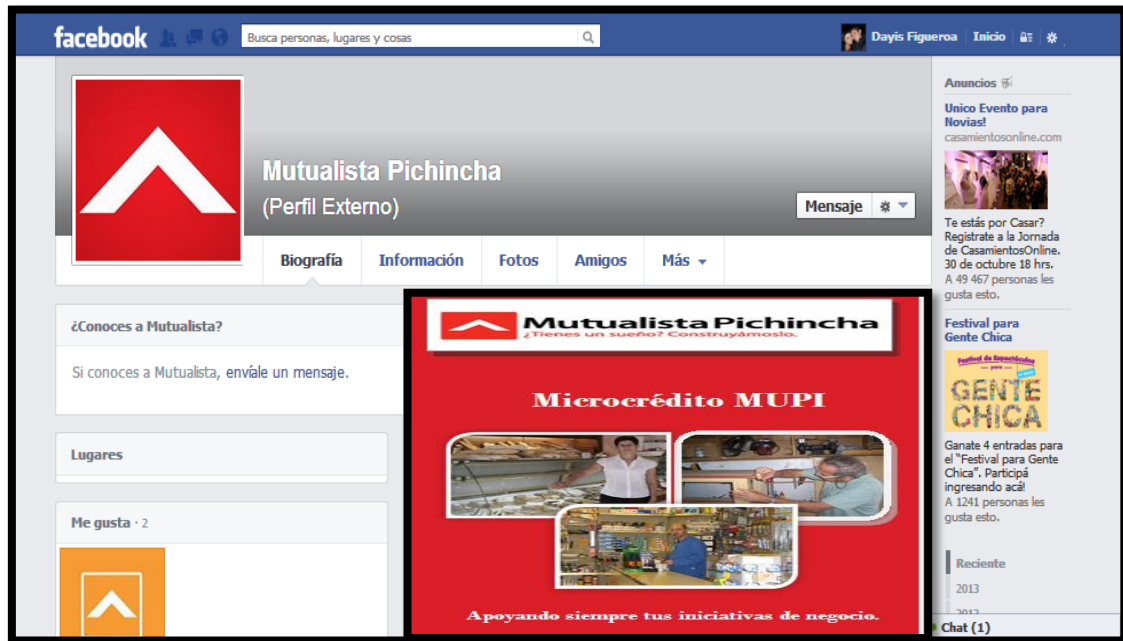 facebook
Busca personas, lugares y cosas
Dayis Figueroa
Inicio
Mutualista Pichincha
(Perfil Externo)
Mensaje
Biografía
Información
Fotos
Amigos
Más
¿Conoces a Mutualista?
Si conoces a Mutualista, envíale un mensaje.
Lugares
Me gusta · 2
Mutualista Pichincha
¿Tienes un sueño? Construyámoslo.
Microcrédito MUPI
Apoyando siempre tus iniciativas de negocio.
Anuncios
Unico Evento para
Novias!
casamientosonline.com
Te estás por Casar?
Registrate a la Jornada
de CasamientosOnline.
30 de octubre 18 hrs.
A 49 467 personas les
gusta esto.
Festival para
Gente Chica
Festival de Espectáculos
para
GENTE
CHICA
Ganate 4 entradas para
el "Festival para Gente
Chica". Participá
ingresando acá!
A 1241 personas les
gusta esto.
Reciente
2013
2012
Chat (1)